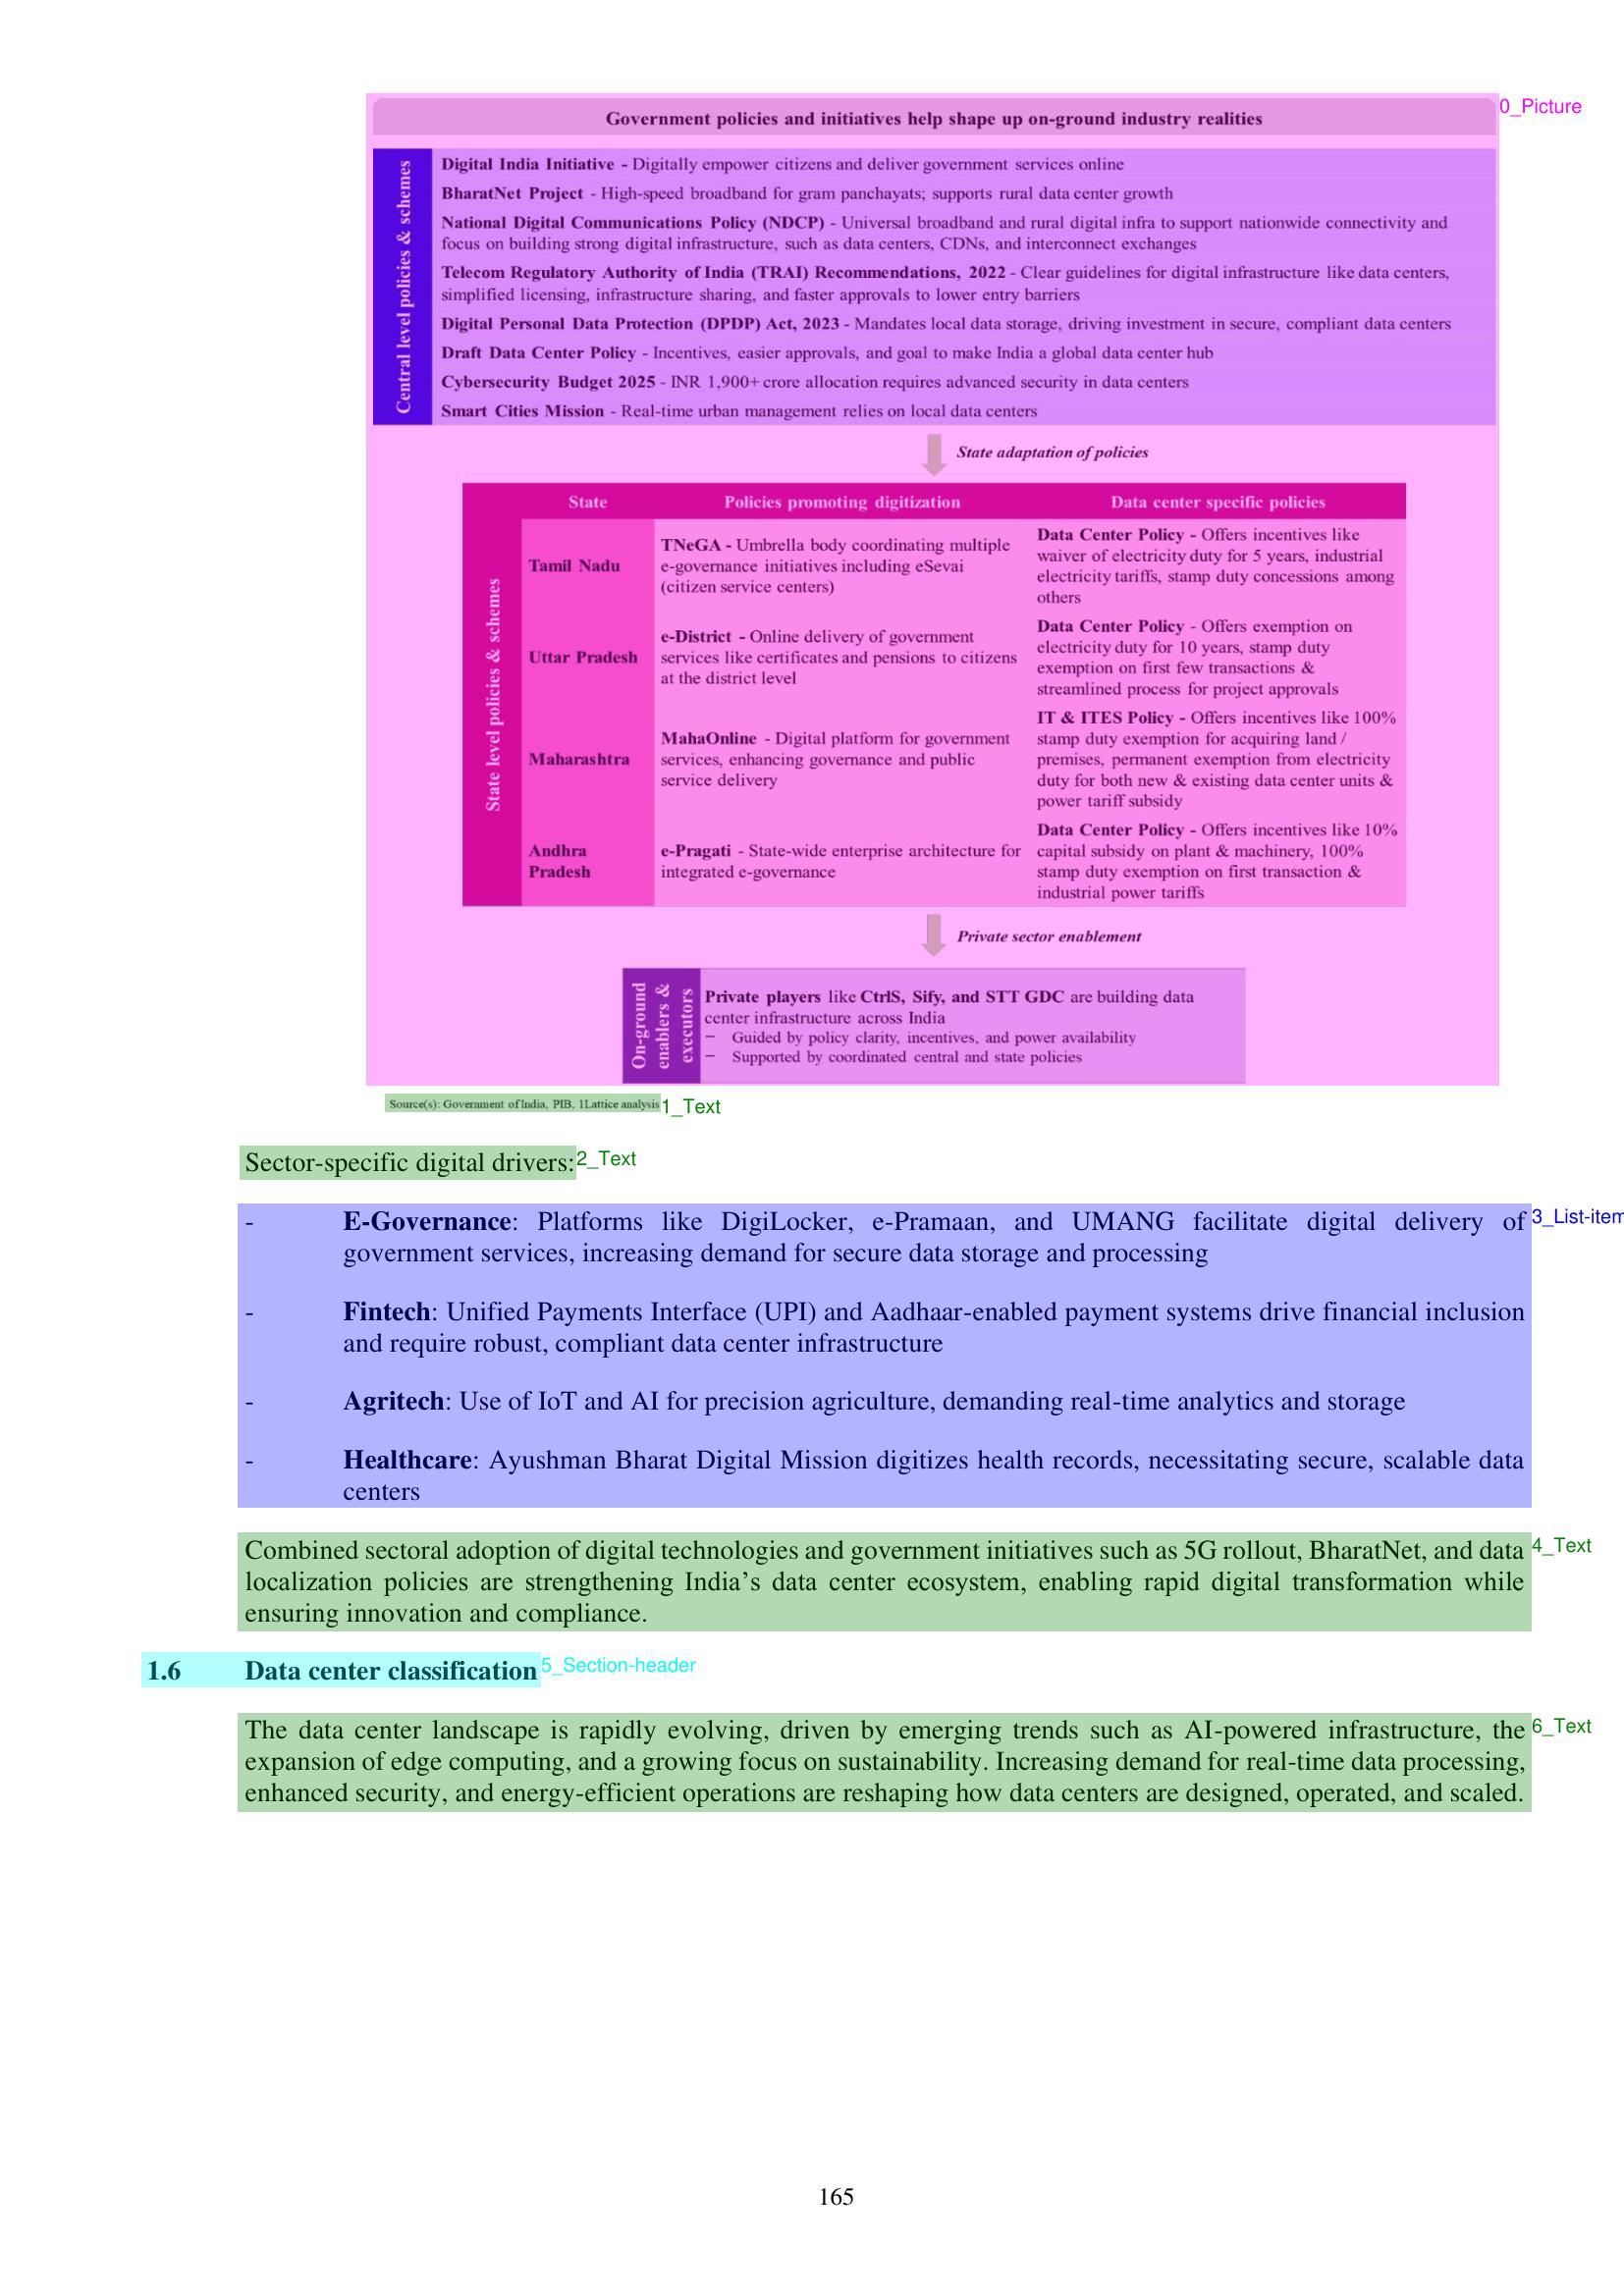 Government policies and initiatives help shape up on-ground industry realities
0_Picture
Central level policies & schemes
Digital India Initiative - Digitally empower citizens and deliver government services online
BharatNet Project - High-speed broadband for gram panchayats; supports rural data center growth
National Digital Communications Policy (NDCP) - Universal broadband and rural digital infra to support nationwide connectivity and
focus on building strong digital infrastructure, such as data centers, CDNs, and interconnect exchanges
Telecom Regulatory Authority of India (TRAI) Recommendations, 2022 - Clear guidelines for digital infrastructure like data centers,
simplified licensing, infrastructure sharing, and faster approvals to lower entry barriers
Digital Personal Data Protection (DPDP) Act, 2023 - Mandates local data storage, driving investment in secure, compliant data centers
Draft Data Center Policy - Incentives, easier approvals, and goal to make India a global data center hub
Cybersecurity Budget 2025 - INR 1,900+ crore allocation requires advanced security in data centers
Smart Cities Mission - Real-time urban management relies on local data centers
State adaptation of policies
State level policies & schemes
State Policies promoting digitization Data center specific policies
Tamil Nadu
TNeGA - Umbrella body coordinating multiple
e-governance initiatives including eSevai
(citizen service centers)
Data Center Policy - Offers incentives like
waiver of electricity duty for 5 years, industrial
electricity tariffs, stamp duty concessions among
others
Uttar Pradesh
e-District - Online delivery of government
services like certificates and pensions to citizens
at the district level
Data Center Policy - Offers exemption on
electricity duty for 10 years, stamp duty
exemption on first few transactions &
streamlined process for project approvals
Maharashtra
MahaOnline - Digital platform for government
services, enhancing governance and public
service delivery
IT & ITES Policy - Offers incentives like 100%
stamp duty exemption for acquiring land /
premises, permanent exemption from electricity
duty for both new & existing data center units &
power tariff subsidy
Andhra
Pradesh
e-Pragati - State-wide enterprise architecture for
integrated e-governance
Data Center Policy - Offers incentives like 10%
capital subsidy on plant & machinery, 100%
stamp duty exemption on first transaction &
industrial power tariffs
Private sector enablement
On-ground
enablers &
executors
Private players like CtrlS, Sify, and STT GDC are building data
center infrastructure across India
– Guided by policy clarity, incentives, and power availability
– Supported by coordinated central and state policies
Source(s): Government of India, PIB, 1Lattice analysis 1_Text
Sector-specific digital drivers: 2_Text
- E-Governance: Platforms like DigiLocker, e-Pramaan, and UMANG facilitate digital delivery of 3_List-item
government services, increasing demand for secure data storage and processing
- Fintech: Unified Payments Interface (UPI) and Aadhaar-enabled payment systems drive financial inclusion
and require robust, compliant data center infrastructure
- Agritech: Use of IoT and AI for precision agriculture, demanding real-time analytics and storage
- Healthcare: Ayushman Bharat Digital Mission digitizes health records, necessitating secure, scalable data
centers
Combined sectoral adoption of digital technologies and government initiatives such as 5G rollout, BharatNet, and data 4_Text
localization policies are strengthening India’s data center ecosystem, enabling rapid digital transformation while
ensuring innovation and compliance.
1.6 Data center classification 5_Section-header
The data center landscape is rapidly evolving, driven by emerging trends such as AI-powered infrastructure, the 6_Text
expansion of edge computing, and a growing focus on sustainability. Increasing demand for real-time data processing,
enhanced security, and energy-efficient operations are reshaping how data centers are designed, operated, and scaled.
165